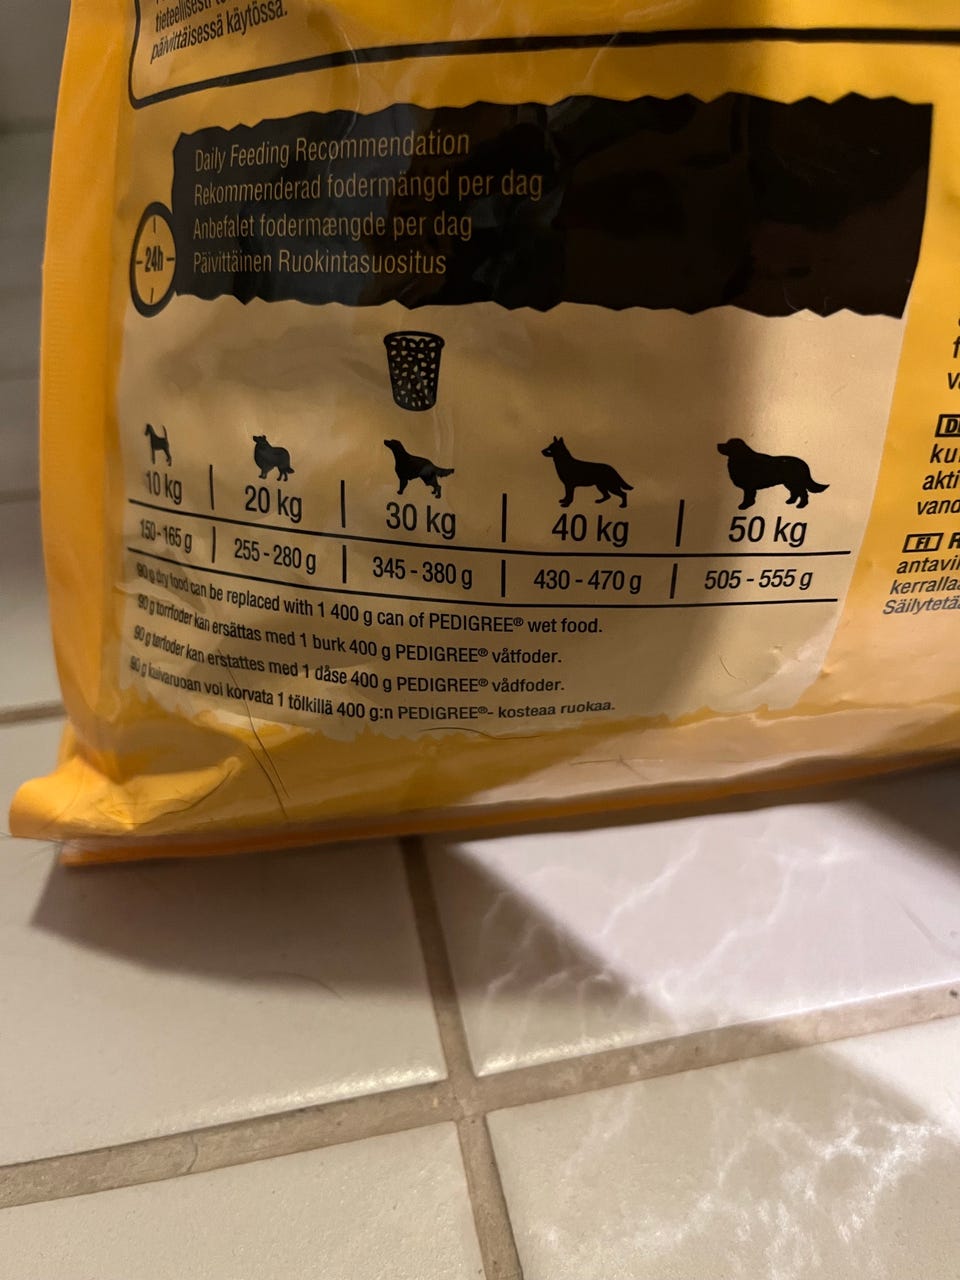 päivittäisessä käytössä.
Daily Feeding Recommendation
Rekommenderad fodermängd per dag
Anbefalet fodermængde per dag
Päivittäinen Ruokintasuositus
24h
10 kg | 20 kg | 30 kg | 40 kg | 50 kg
150-165 g | 255-280 g | 345-380 g | 430-470 g | 505-555 g
90 g dry food can be replaced with 1 400 g can of PEDIGREE® wet food.
90 g torrfoder kan ersättas med 1 burk 400 g PEDIGREE® våtfoder.
90 g tørfoder kan erstattes med 1 dåse 400 g PEDIGREE® vådfoder.
90 g kuivaruoan voi korvata 1 tölkillä 400 g:n PEDIGREE®- kosteaa ruokaa.
FI